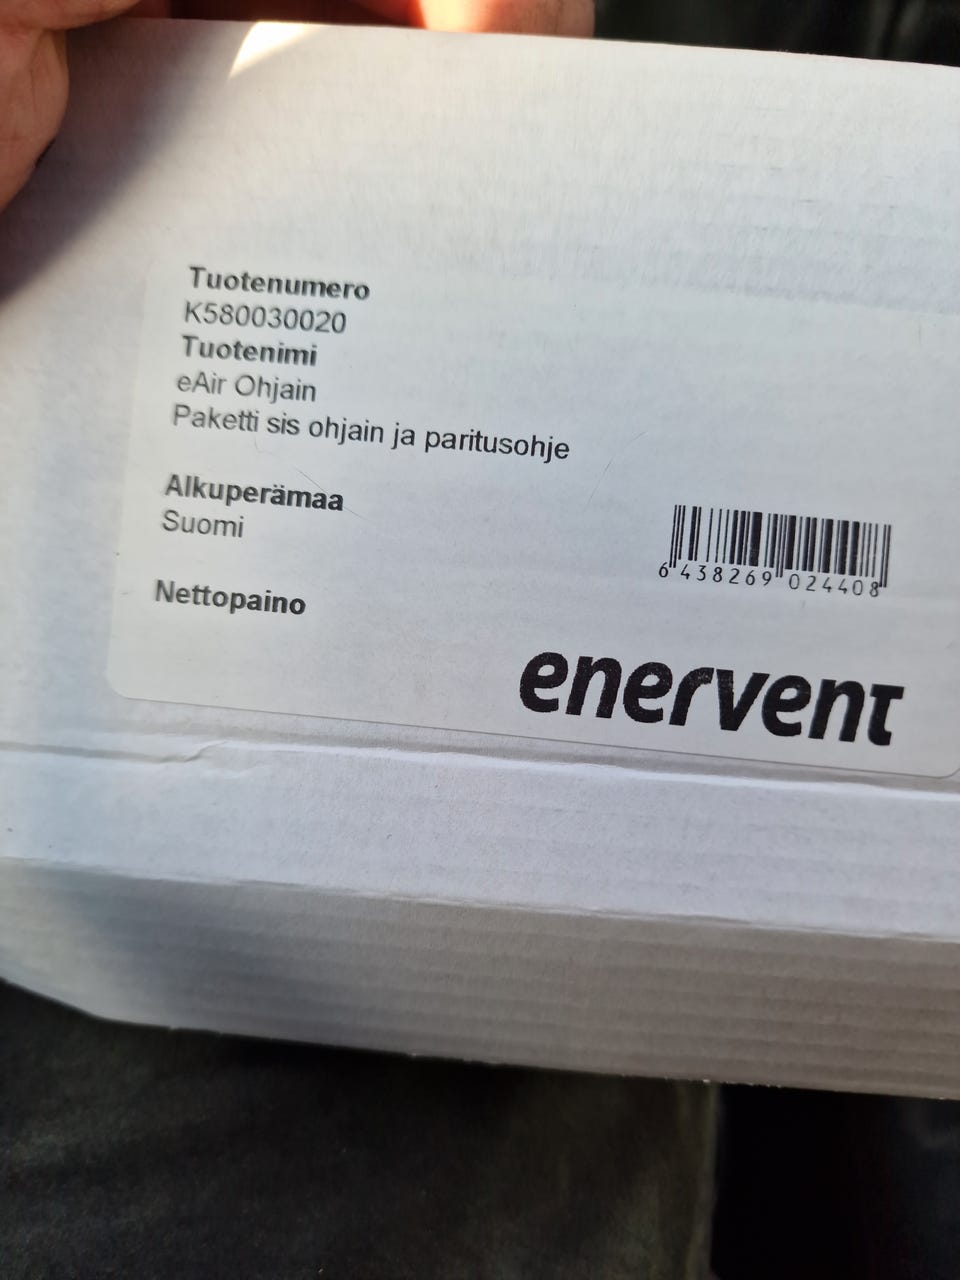 Tuotenumero
K580030020
Tuotenimi
eAir Ohjain
Paketti sis ohjain ja paritusohje
Alkuperämaa
Suomi
Nettopaino
6 438269 024408
enervent